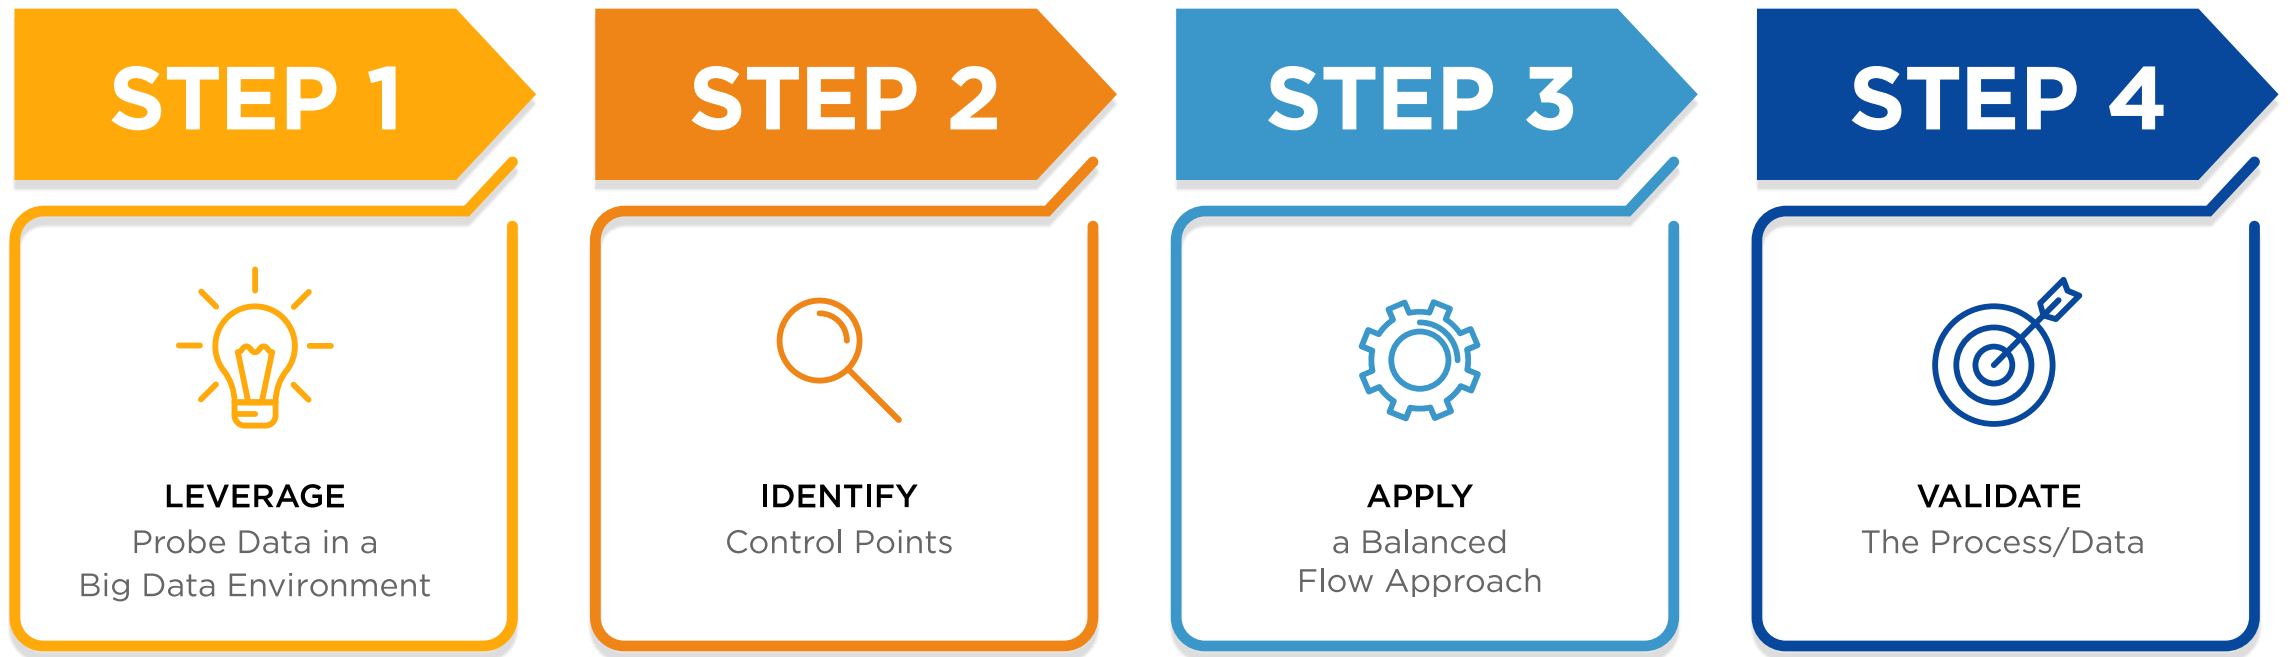 STEP 1
LEVERAGE
Probe Data in a
Big Data Environment
STEP 2
IDENTIFY
Control Points
STEP 3
APPLY
a Balanced
Flow Approach
STEP 4
VALIDATE
The Process/Data